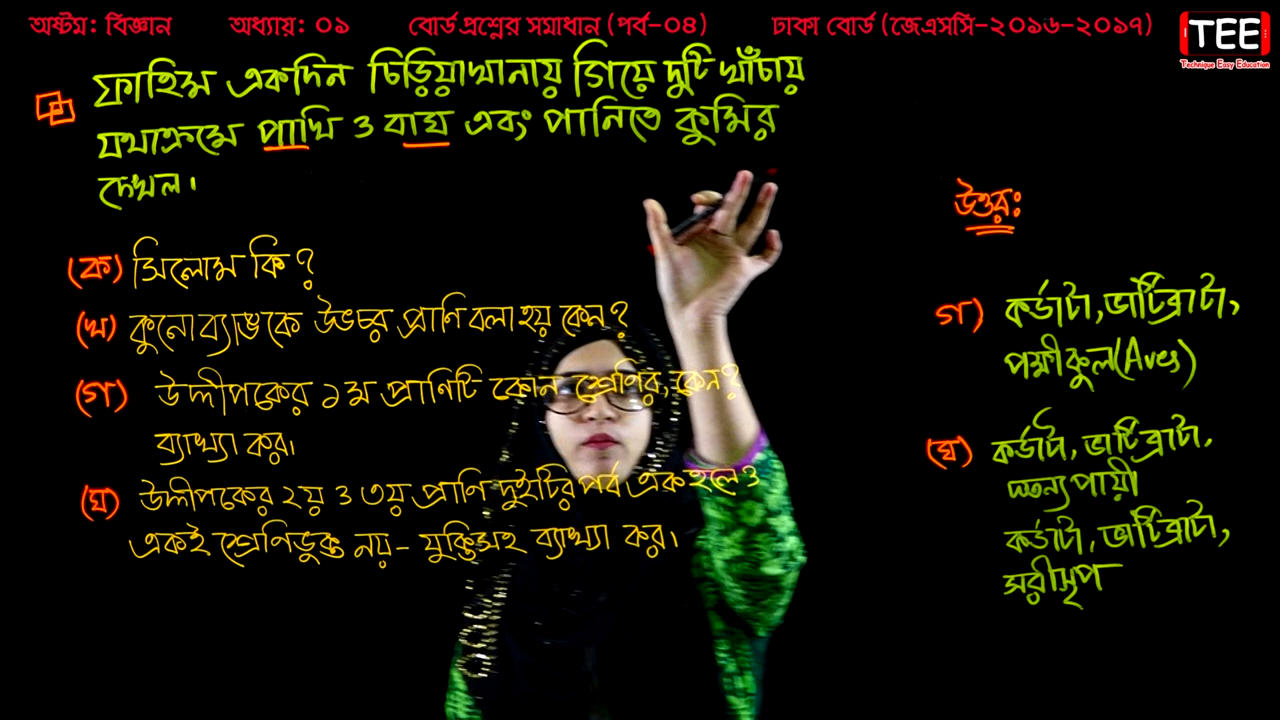 অষ্টম: বিজ্ঞান অধ্যায়: ০১ বোর্ড প্রশ্নের সমাধান (পর্ব-০৪) ঢাকা বোর্ড (জেএসসি-২০১৬-২০১৭)
TEE
Technique Easy Education
ফাহিম একদিন চিড়িয়াখানায় গিয়ে দুটি খাঁচায়
যথাক্রমে পাখি ও বাঘ এবং পানিতে কুমির
দেখল।
(ক) সিলোম কি?
(খ) কুনোব্যাঙকে উভচর প্রাণি বলা হয় কেন?
(গ) উদ্দীপকের ১ম প্রাণিটি কোন শ্রেণির, কেন?
ব্যাখ্যা কর।
(ঘ) উদ্দীপকের ২য় ও ৩য় প্রাণি দুইটির পর্ব এক হলেও
একই শ্রেণিভুক্ত নয়- যুক্তিসহ ব্যাখ্যা কর।
উত্তর:
গ) কর্ডাটা, ভার্টিব্রাটা,
পক্ষীকুল (Aves)
(ঘ) কর্ডাটা, ভার্টিব্রাটা,
স্তন্যপায়ী
কর্ডাটা, ভার্টিব্রাটা,
সরীসৃপ